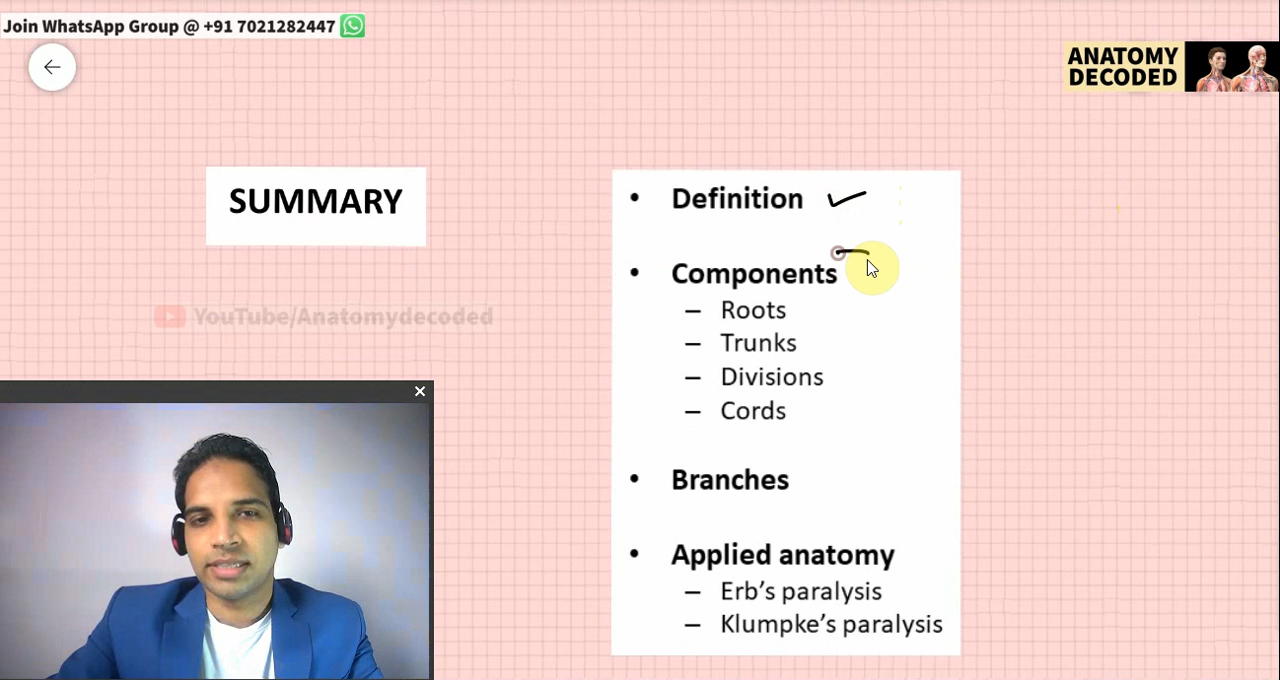 Join WhatsApp Group @ +91 7021282447
ANATOMY
DECODED
SUMMARY
• Definition
• Components
– Roots
– Trunks
– Divisions
– Cords
• Branches
• Applied anatomy
– Erb’s paralysis
– Klumpke’s paralysis
YouTube/Anatomydecoded